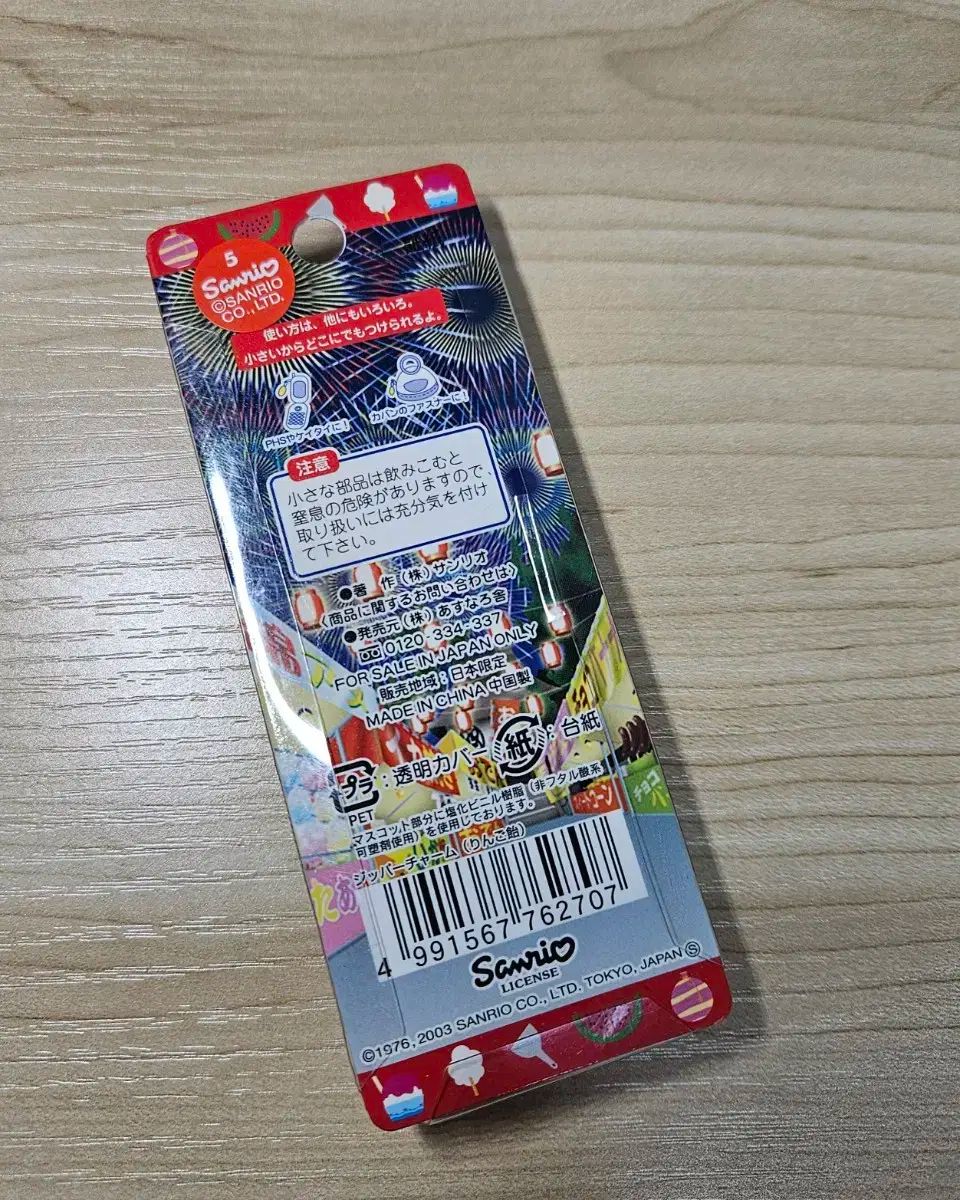 5
Sanrio
©SANRIO
CO.,LTD.
使い方は、他にもいろいろ。
小さいからどこにでもつけられるよ。
PHSやケイタイに!
カバンのファスナーに!
注意
小さな部品は飲みこむと
窒息の危険がありますので
取り扱いには充分気を付け
て下さい。
●著 作(株)サンリオ
〈商品に関するお問い合わせは〉
●発売元(株)あすなろ舎
0120-334-337
FOR SALE IN JAPAN ONLY
販売地域:日本限定
MADE IN CHINA 中国製
プラ
:透明カバー
紙
:台紙
PET
マスコット部分に塩化ビニル樹脂(非フタル酸系
可塑剤使用)を使用しております。
ジッパーチャーム(りんご飴)
4 991567 762707
Sanrio
LICENSE
©1976, 2003 SANRIO CO., LTD. TOKYO, JAPAN Ⓢ